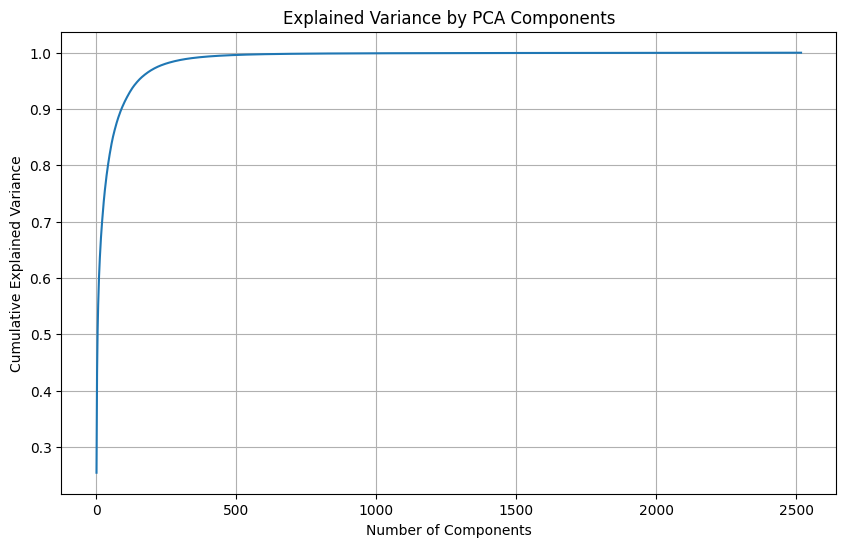 Explained Variance by PCA Components
1.0
0.9
0.8
0.7
0.6
0.5
0.4
0.3
Cumulative Explained Variance
0 500 1000 1500 2000 2500
Number of Components